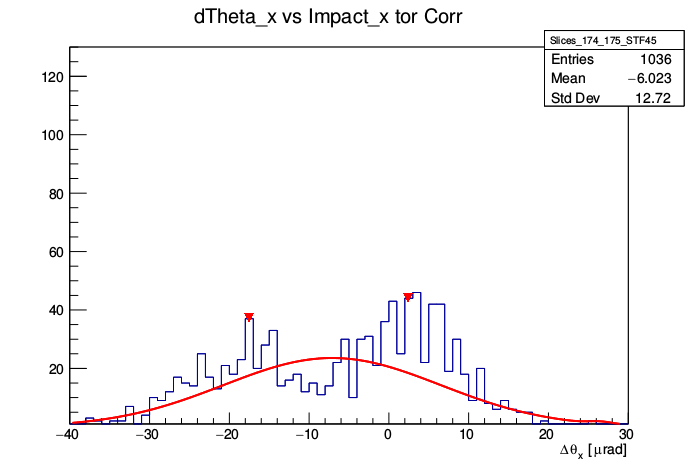 dTheta_x vs Impact_x tor Corr
Slices_174_175_STF45
Entries 1036
Mean −6.023
Std Dev 12.72
120
100
80
60
40
20
−40 −30 −20 −10 0 10 20 30
Δθx [μrad]